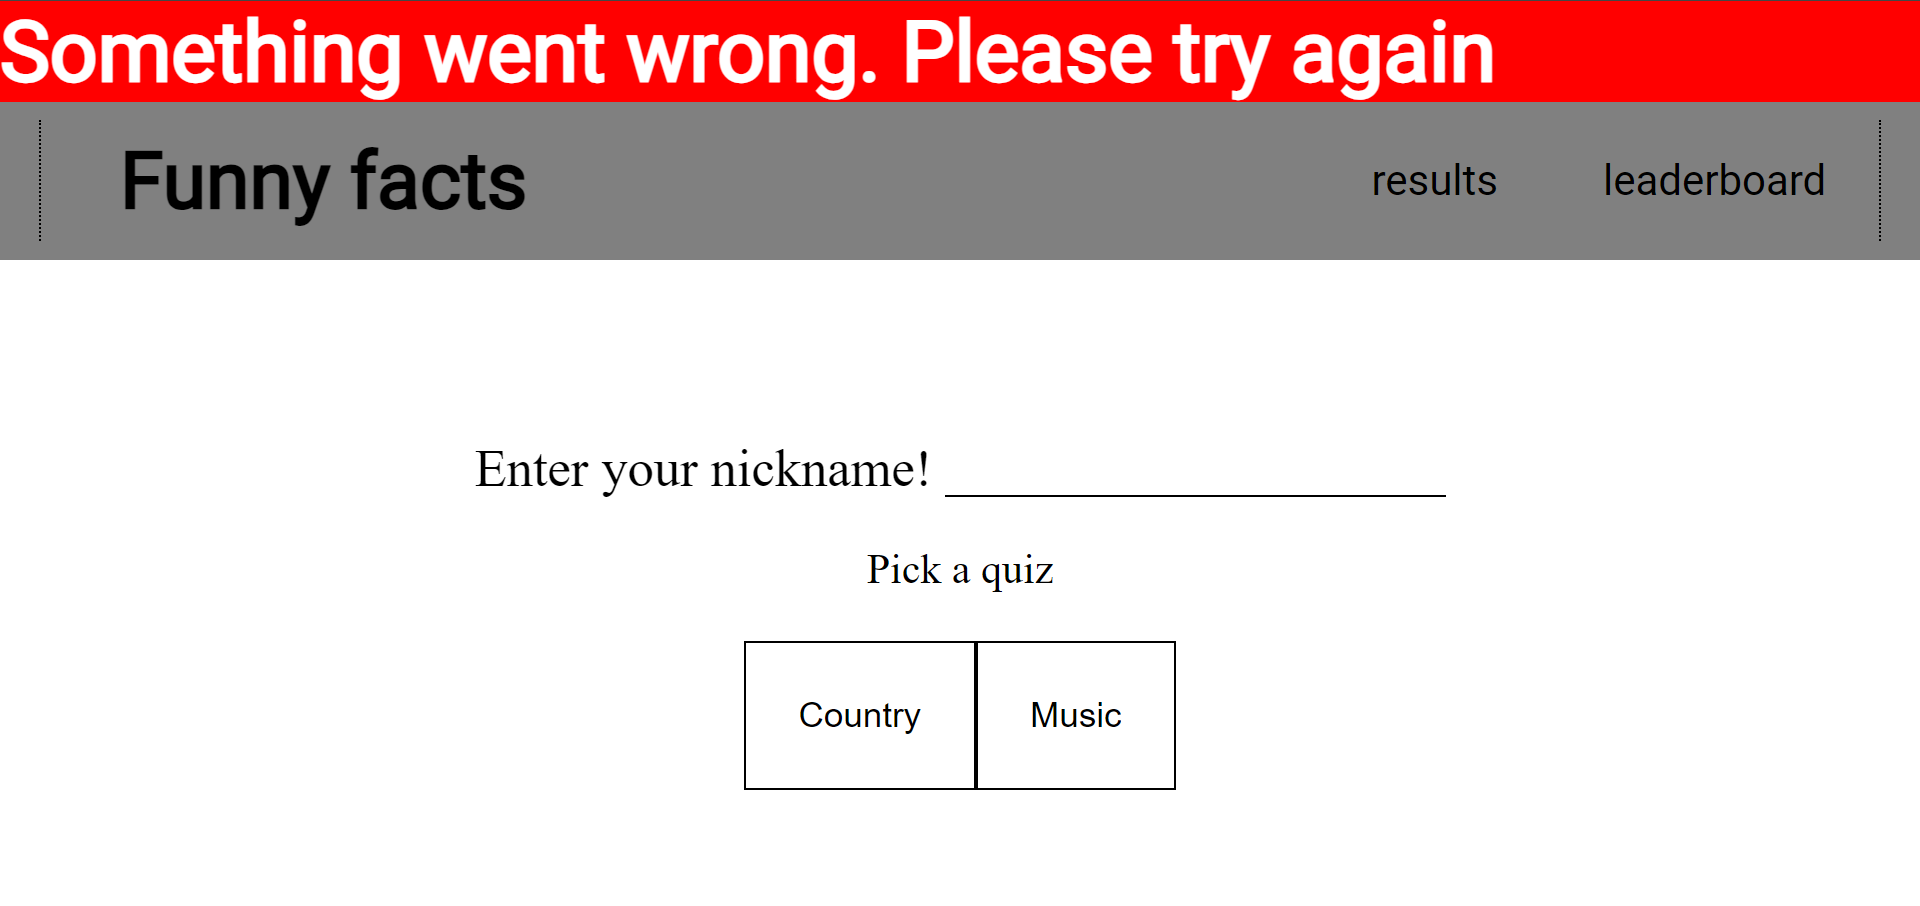 Something went wrong. Please try again
Funny facts results leaderboard
Enter your nickname!
Pick a quiz
Country Music